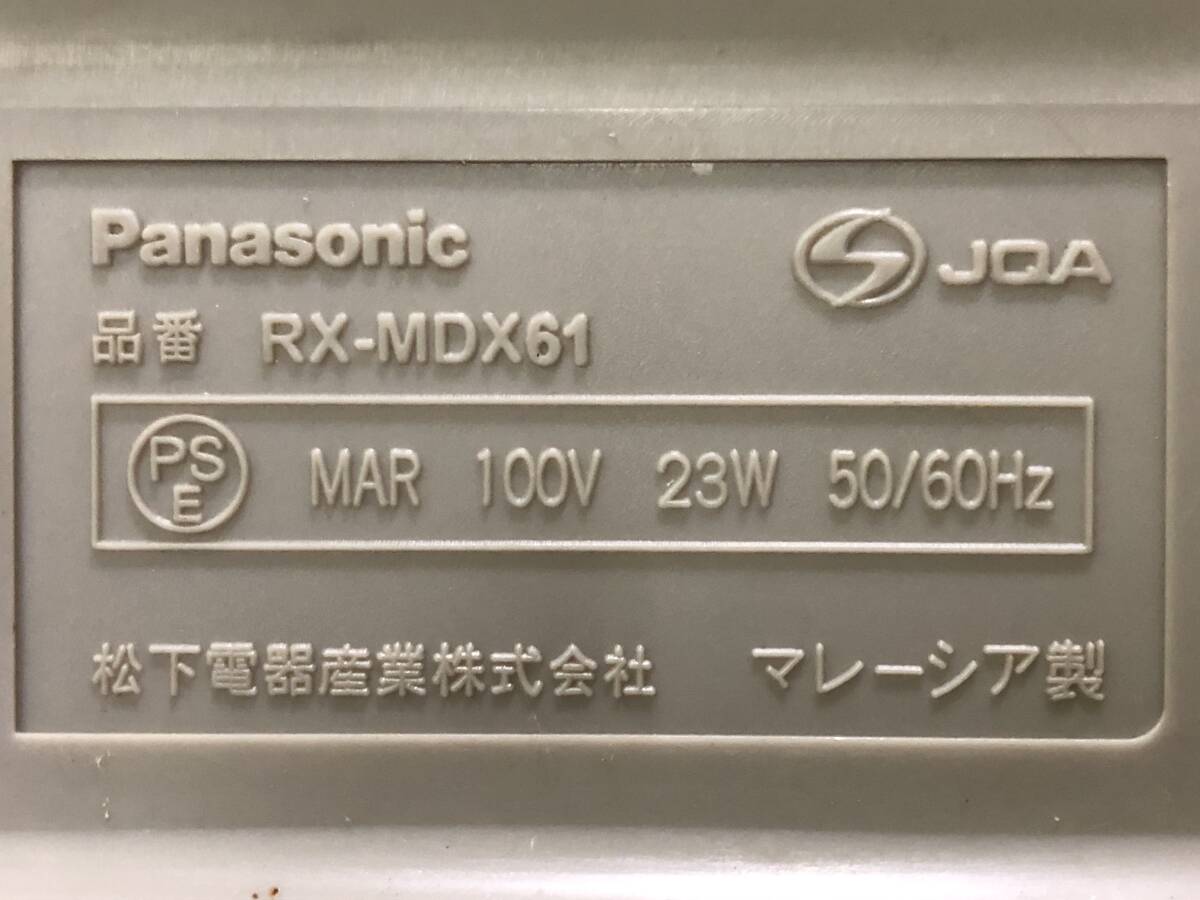 Panasonic
JQA
品番 RX-MDX61
PSE MAR 100V 23W 50/60Hz
松下電器産業株式会社 マレーシア製